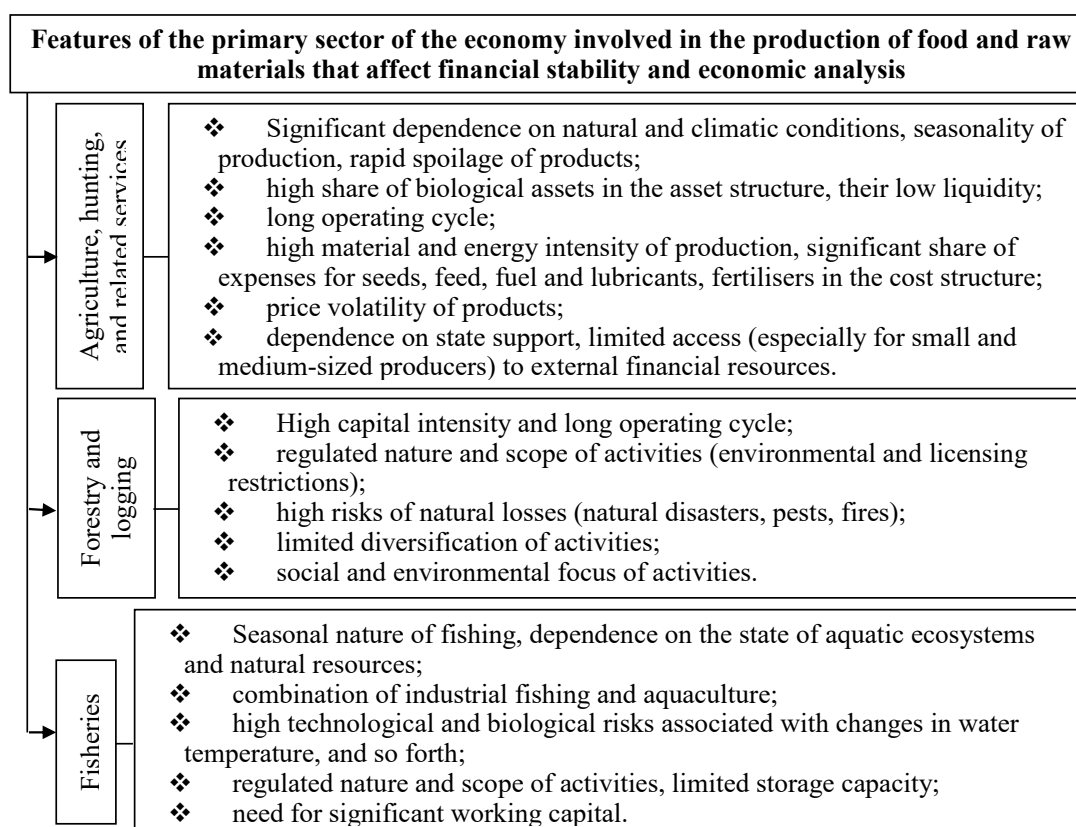 Features of the primary sector of the economy involved in the production of food and raw
materials that affect financial stability and economic analysis
Agriculture, hunting,
and related services
❖ Significant dependence on natural and climatic conditions, seasonality of
production, rapid spoilage of products;
❖ high share of biological assets in the asset structure, their low liquidity;
❖ long operating cycle;
❖ high material and energy intensity of production, significant share of
expenses for seeds, feed, fuel and lubricants, fertilisers in the cost structure;
❖ price volatility of products;
❖ dependence on state support, limited access (especially for small and
medium-sized producers) to external financial resources.
Forestry and
logging
❖ High capital intensity and long operating cycle;
❖ regulated nature and scope of activities (environmental and licensing
restrictions);
❖ high risks of natural losses (natural disasters, pests, fires);
❖ limited diversification of activities;
❖ social and environmental focus of activities.
Fisheries
❖ Seasonal nature of fishing, dependence on the state of aquatic ecosystems
and natural resources;
❖ combination of industrial fishing and aquaculture;
❖ high technological and biological risks associated with changes in water
temperature, and so forth;
❖ regulated nature and scope of activities, limited storage capacity;
❖ need for significant working capital.